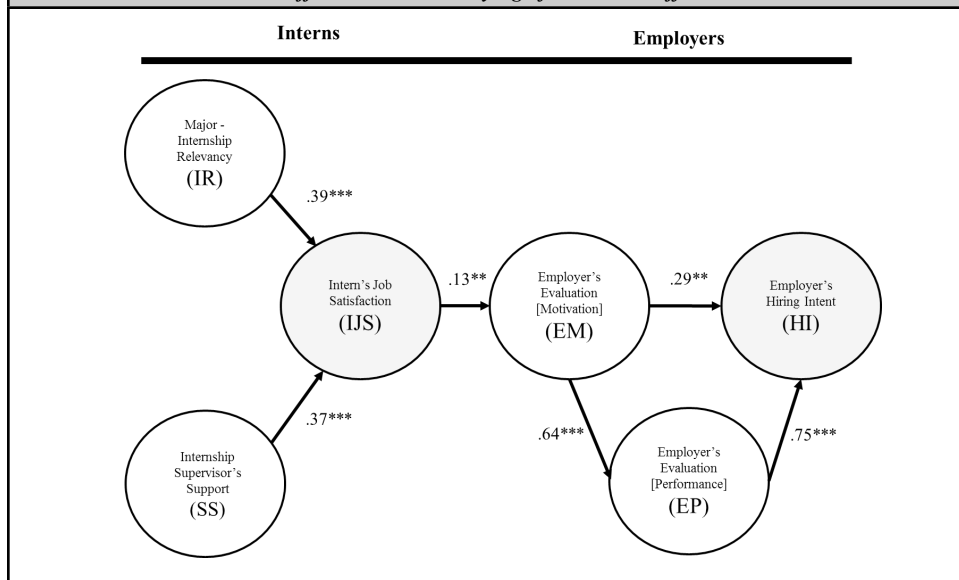 Interns
Employers
Major -
Internship
Relevancy
(IR)
.39***
Intern's Job
Satisfaction
(IJS)
.13**
Employer's
Evaluation
[Motivation]
(EM)
.29**
Employer's
Hiring Intent
(HI)
.37***
.64***
.75***
Internship
Supervisor's
Support
(SS)
Employer's
Evaluation
[Performance]
(EP)